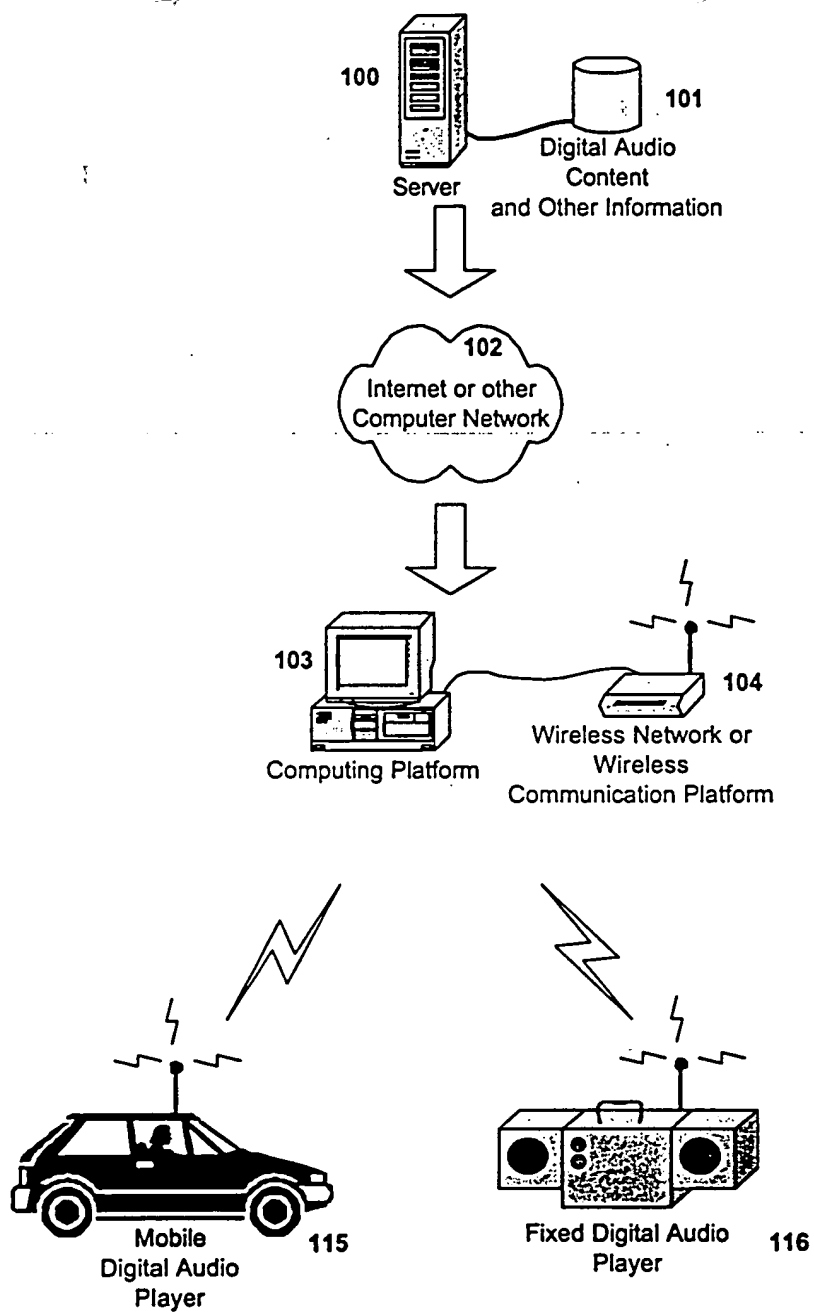 100
101
Server
Digital Audio
Content
and Other Information
102
Internet or other
Computer Network
103
104
Computing Platform
Wireless Network or
Wireless
Communication Platform
Mobile
Digital Audio
Player
115
Fixed Digital Audio
Player
116